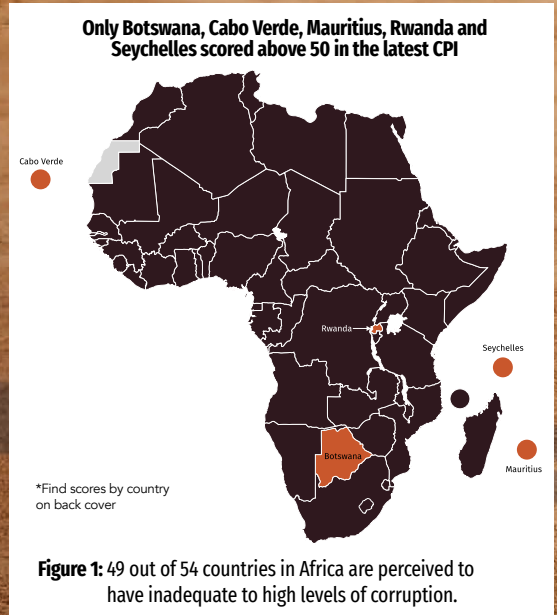 Only Botswana, Cabo Verde, Mauritius, Rwanda and
Seychelles scored above 50 in the latest CPI
Cabo Verde
Rwanda
Seychelles
Botswana
Mauritius
*Find scores by country
on back cover
Figure 1: 49 out of 54 countries in Africa are perceived to
have inadequate to high levels of corruption.